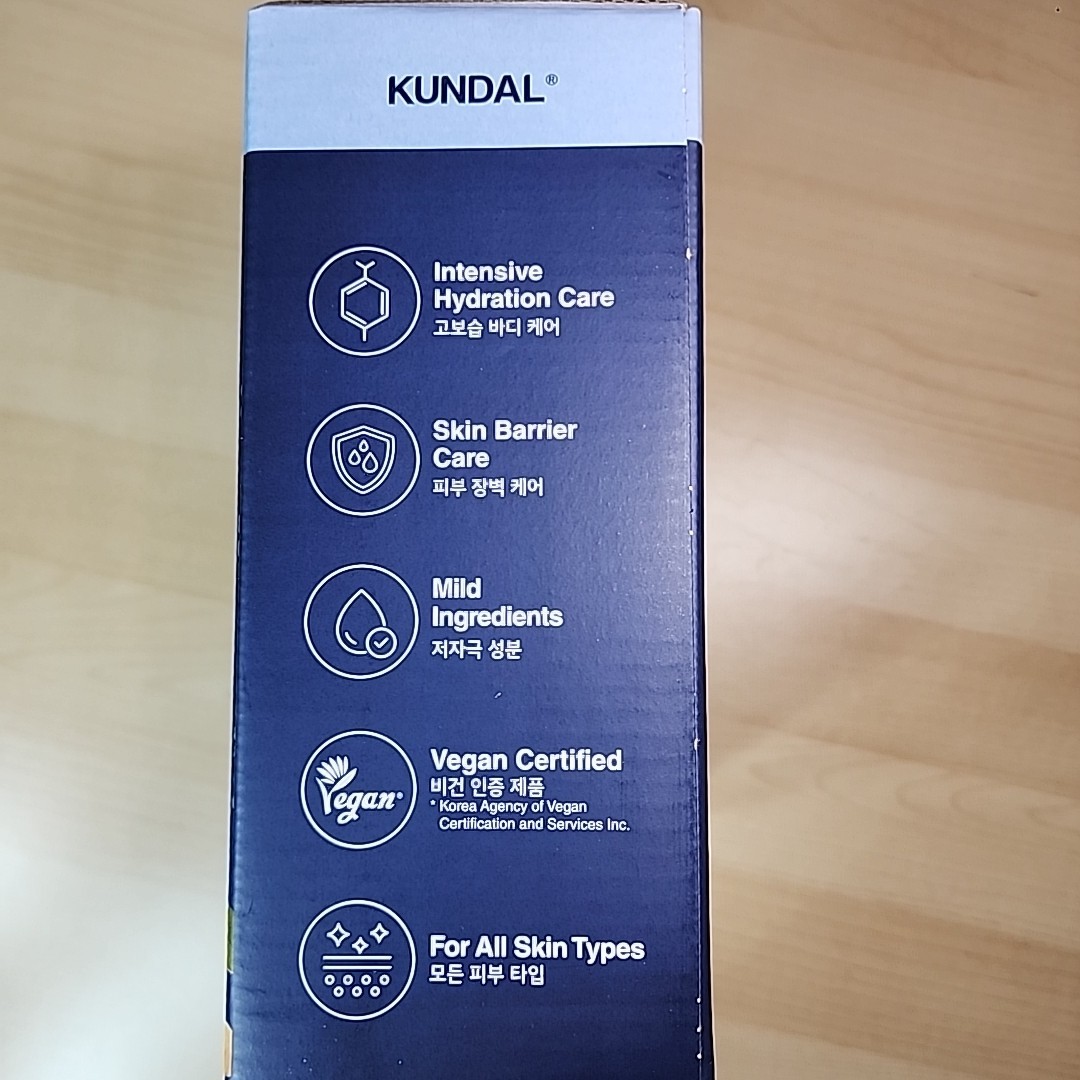 KUNDAL®
Intensive
Hydration Care
고보습 바디 케어
Skin Barrier
Care
피부 장벽 케어
Mild
Ingredients
저자극 성분
Vegan®
Vegan Certified
비건 인증 제품
* Korea Agency of Vegan
Certification and Services Inc.
For All Skin Types
모든 피부 타입